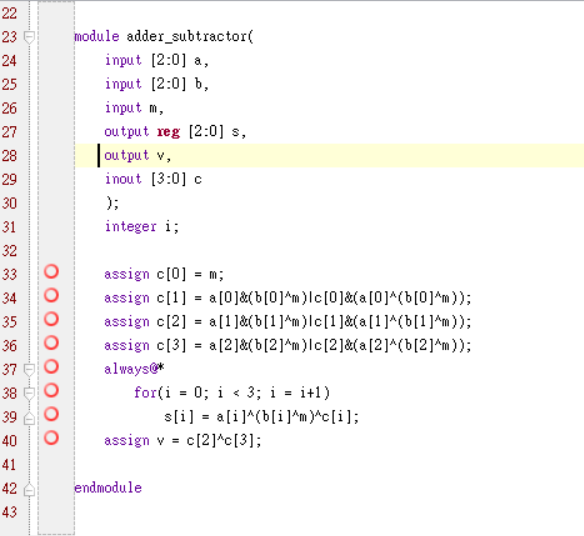 22
23 module adder_subtractor(
24 input [2:0] a,
25 input [2:0] b,
26 input m,
27 output reg [2:0] s,
28 output v,
29 inout [3:0] c
30 );
31 integer i;
32
33 assign c[0] = m;
34 assign c[1] = a[0]&(b[0]^m)|c[0]&(a[0]^(b[0]^m));
35 assign c[2] = a[1]&(b[1]^m)|c[1]&(a[1]^(b[1]^m));
36 assign c[3] = a[2]&(b[2]^m)|c[2]&(a[2]^(b[2]^m));
37 always@*
38 for(i = 0; i < 3; i = i+1)
39 s[i] = a[i]^(b[i]^m)^c[i];
40 assign v = c[2]^c[3];
41
42 endmodule
43